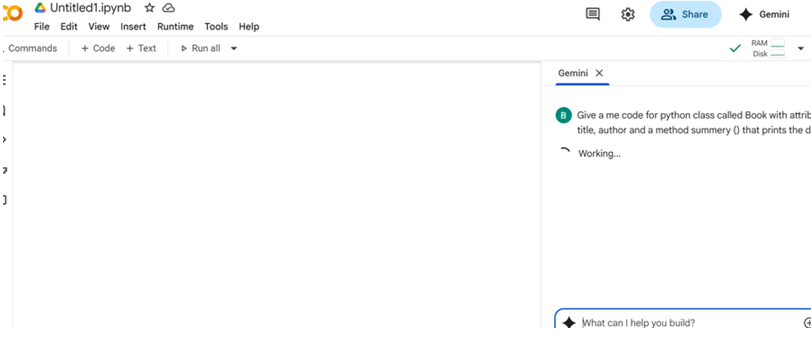 Untitled1.ipynb
File Edit View Insert Runtime Tools Help
Share
Gemini
Commands + Code + Text Run all
RAM
Disk
Gemini
B Give a me code for python class called Book with attrib
title, author and a method summery () that prints the d
Working...
What can I help you build?